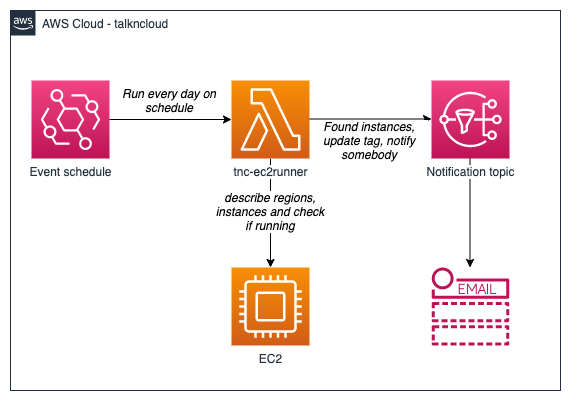 aws
AWS Cloud - talkncloud
Run every day on
schedule
Found instances,
update tag, notify
somebody
Event schedule
tnc-ec2runner
Notification topic
describe regions,
instances and check
if running
EMAIL
EC2